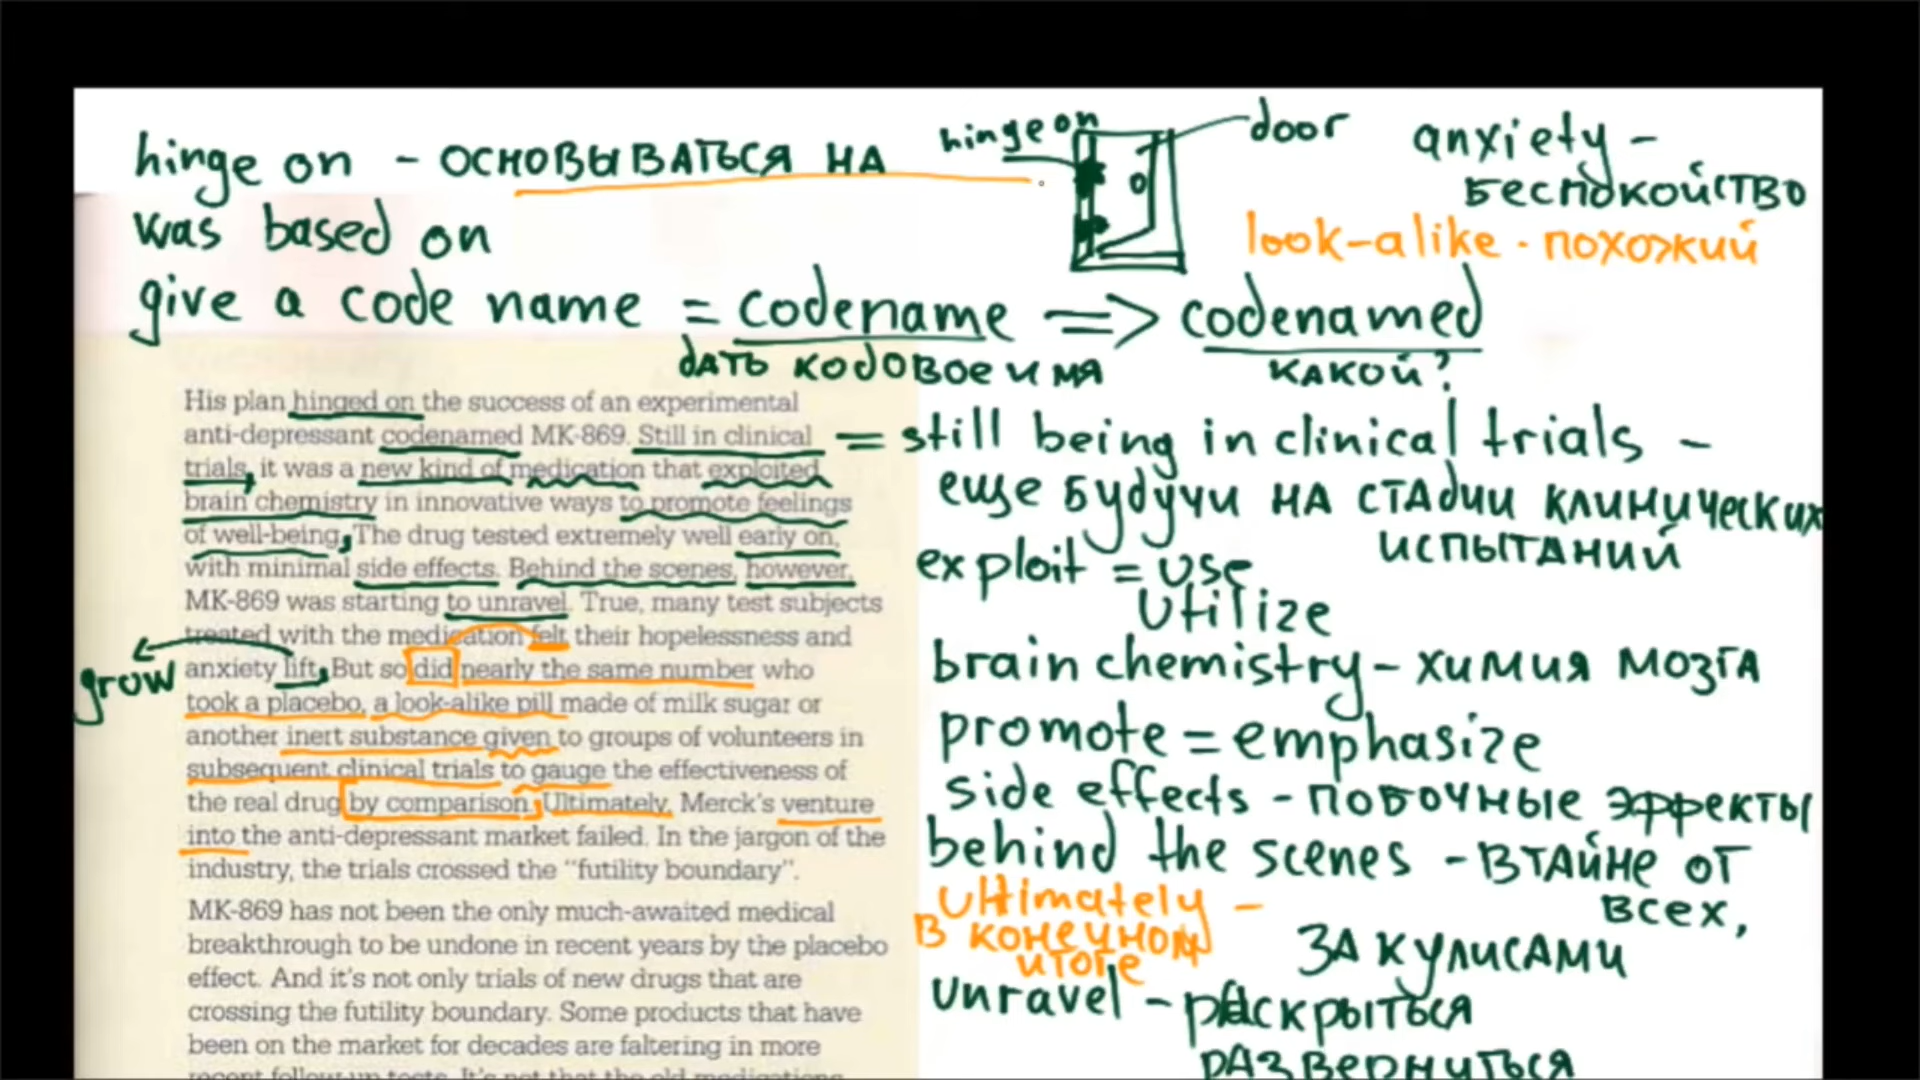 hinge on - ОСНОВЫВАТЬСЯ НА
hinge on
door
anxiety -
БЕСПОКОЙСТВО
was based on
look-alike - ПОХОЖИЙ
give a code name = codename => codenamed
ДАТЬ КОДОВОЕ ИМЯ
КАКОЙ?
His plan hinged on the success of an experimental
anti-depressant codenamed MK-869. Still in clinical
trials, it was a new kind of medication that exploited
brain chemistry in innovative ways to promote feelings
of well-being. The drug tested extremely well early on,
with minimal side effects. Behind the scenes, however,
MK-869 was starting to unravel. True, many test subjects
treated with the medication felt their hopelessness and
anxiety lift. But so did nearly the same number who
took a placebo, a look-alike pill made of milk sugar or
another inert substance given to groups of volunteers in
subsequent clinical trials to gauge the effectiveness of
the real drug by comparison. Ultimately, Merck's venture
into the anti-depressant market failed. In the jargon of the
industry, the trials crossed the "futility boundary".
MK-869 has not been the only much-awaited medical
breakthrough to be undone in recent years by the placebo
effect. And it's not only trials of new drugs that are
crossing the futility boundary. Some products that have
been on the market for decades are faltering in more
recent follow-up tests. It's not that the old medications
grow
= still being in clinical trials -
еще БУДУЧИ НА СТАДИИ КЛИНИЧЕСКИХ
ИСПЫТАНИЙ
exploit = use
utilize
brain chemistry - ХИМИЯ МОЗГА
promote = emphasize
side effects - ПОБОЧНЫЕ ЭФФЕКТЫ
behind the scenes - ВТАЙНЕ ОТ
ВСЕХ,
ЗА КУЛИСАМИ
ultimately -
В КОНЕЧНОМ
ИТОГЕ
unravel - РАСКРЫТЬСЯ
РАЗВЕРНУТЬСЯ